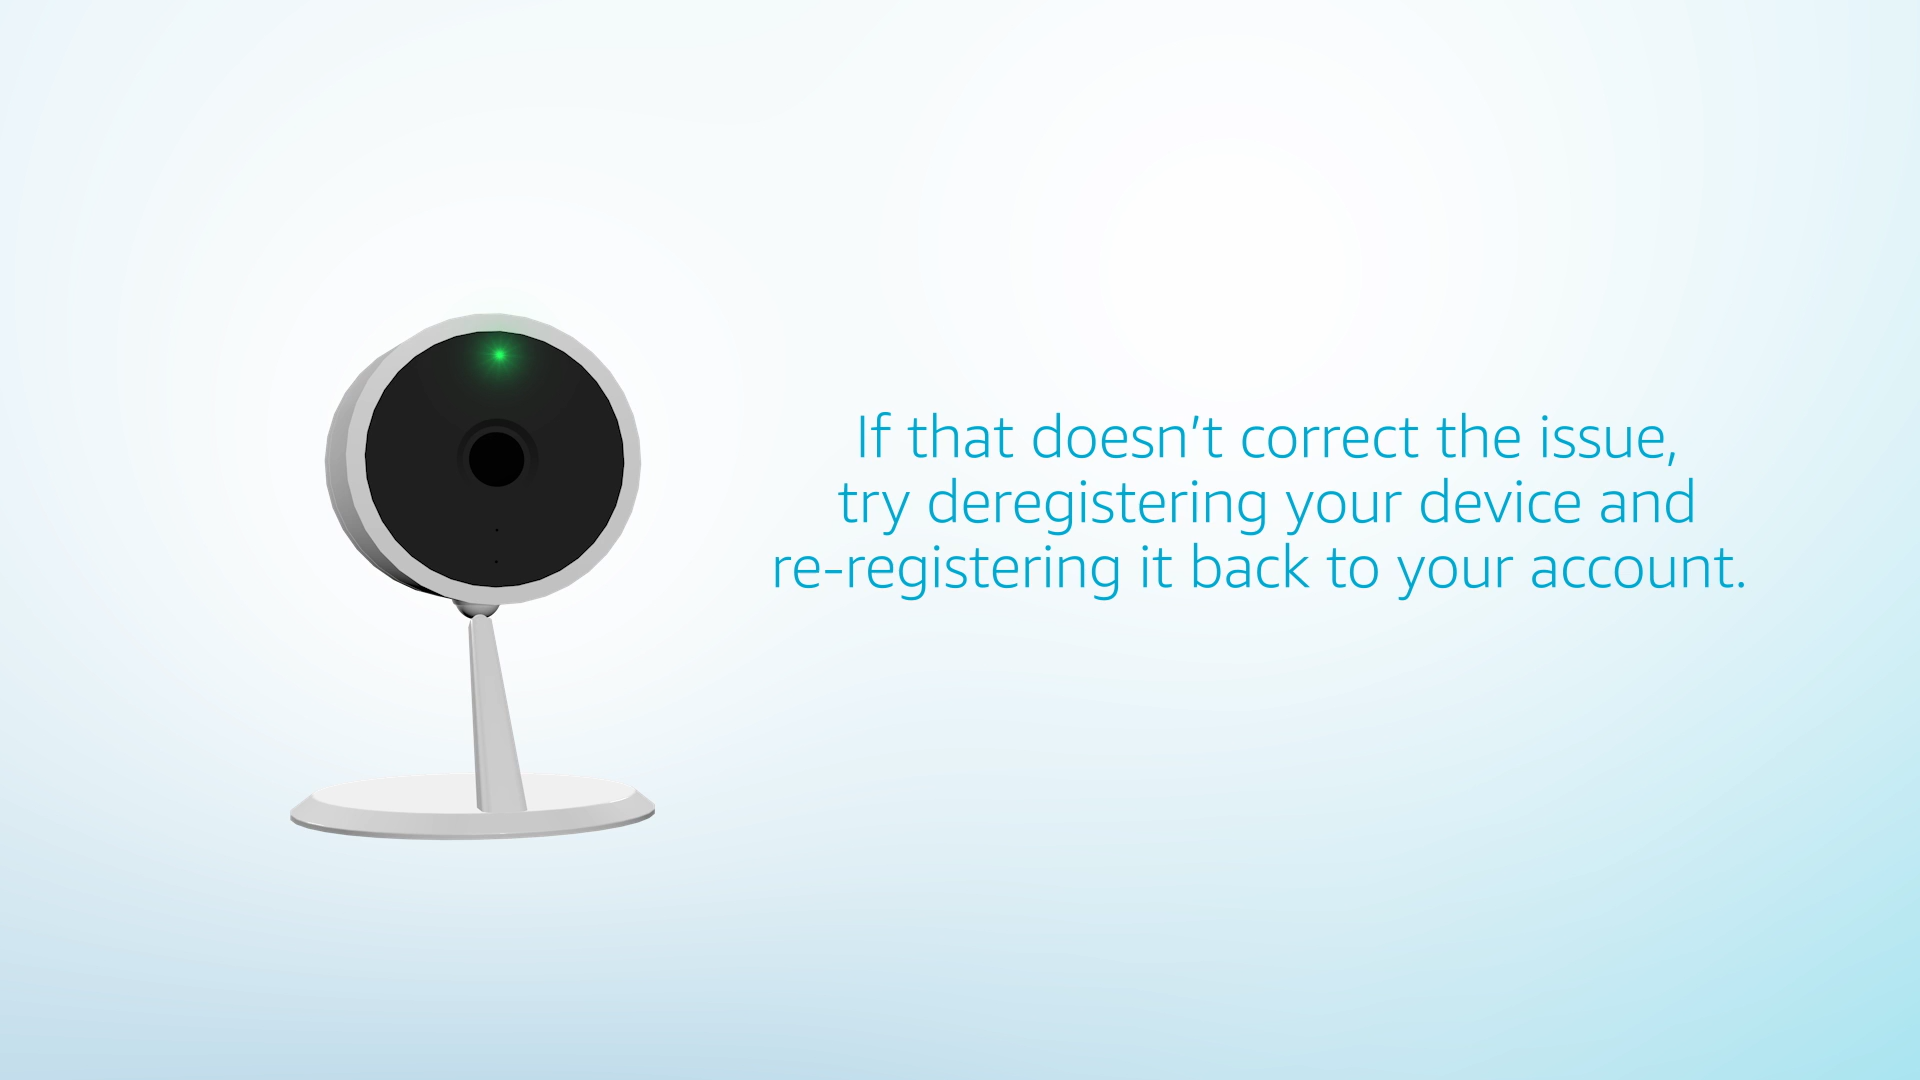 If that doesn’t correct the issue,
try deregistering your device and
re-registering it back to your account.